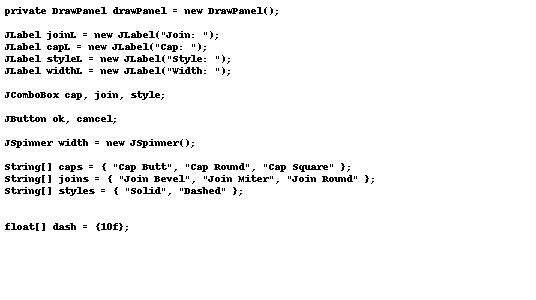 private DrawPanel drawPanel = new DrawPanel();
JLabel joinL = new JLabel("Join: ");
JLabel capL = new JLabel("Cap: ");
JLabel styleL = new JLabel("Style: ");
JLabel widthL = new JLabel("Width: ");
JComboBox cap, join, style;
JButton ok, cancel;
JSpinner width = new JSpinner();
String[] caps = { "Cap Butt", "Cap Round", "Cap Square" };
String[] joins = { "Join Bevel", "Join Miter", "Join Round" };
String[] styles = { "Solid", "Dashed" };
float[] dash = {10f};